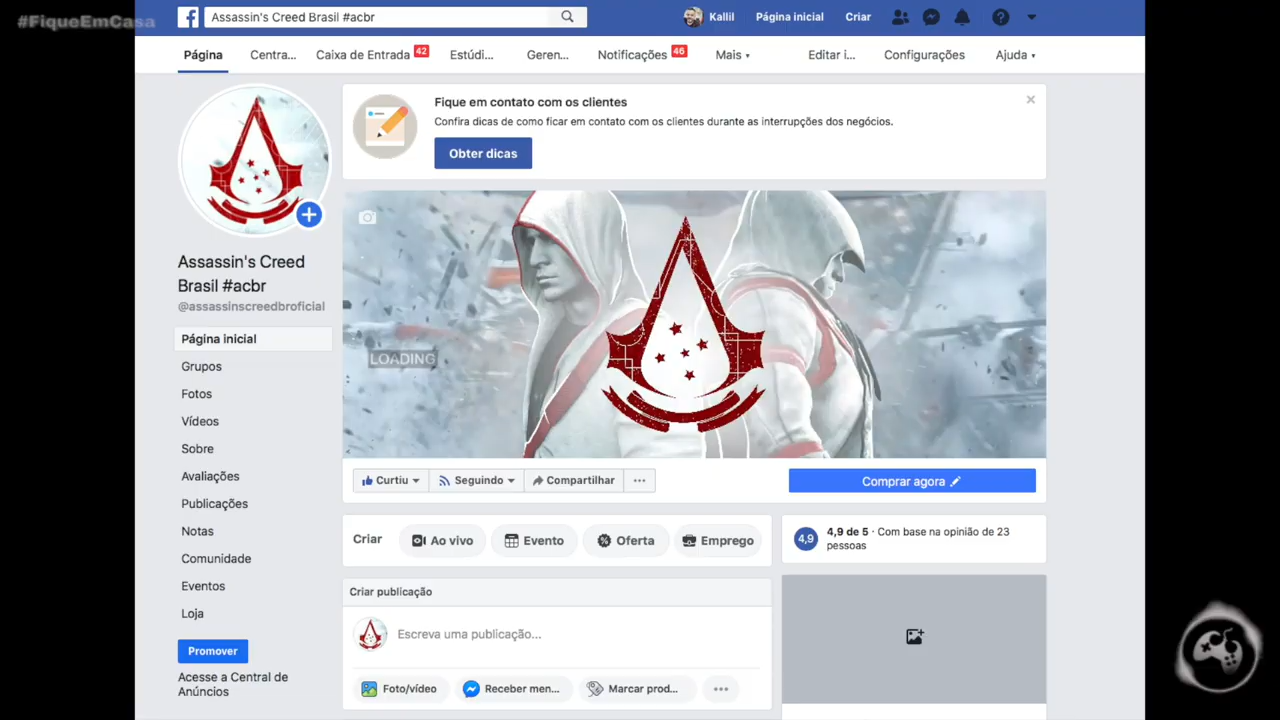 #FiqueEmCasa
Assassin's Creed Brasil #acbr
Kallil
Página inicial
Criar
Página
Centra...
Caixa de Entrada 42
Estúdi...
Geren...
Notificações 46
Mais
Editar i...
Configurações
Ajuda
Fique em contato com os clientes
Confira dicas de como ficar em contato com os clientes durante as interrupções dos negócios.
Obter dicas
Assassin's Creed
Brasil #acbr
@assassinscreedbroficial
Página inicial
Grupos
Fotos
Vídeos
Sobre
Avaliações
Publicações
Notas
Comunidade
Eventos
Loja
Promover
Acesse a Central de
Anúncios
LOADING
Curtiu
Seguindo
Compartilhar
...
Comprar agora
Criar
Ao vivo
Evento
Oferta
Emprego
4,9
4,9 de 5 · Com base na opinião de 23
pessoas
Criar publicação
Escreva uma publicação...
Foto/vídeo
Receber men...
Marcar prod...
...